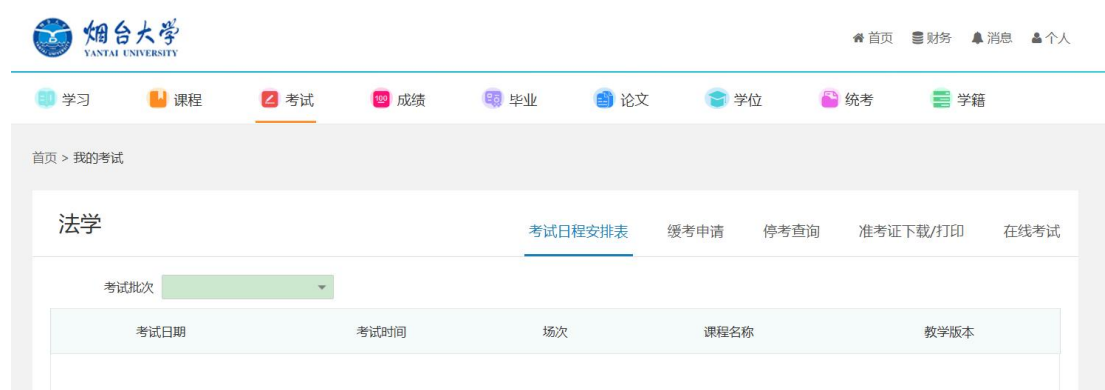 烟台大学
YANTAI UNIVERSITY
首页 财务 消息 个人
学习 课程 考试 100 成绩 毕业 论文 学位 统考 学籍
首页 > 我的考试
法学
考试日程安排表 缓考申请 停考查询 准考证下载/打印 在线考试
考试批次
考试日期 考试时间 场次 课程名称 教学版本